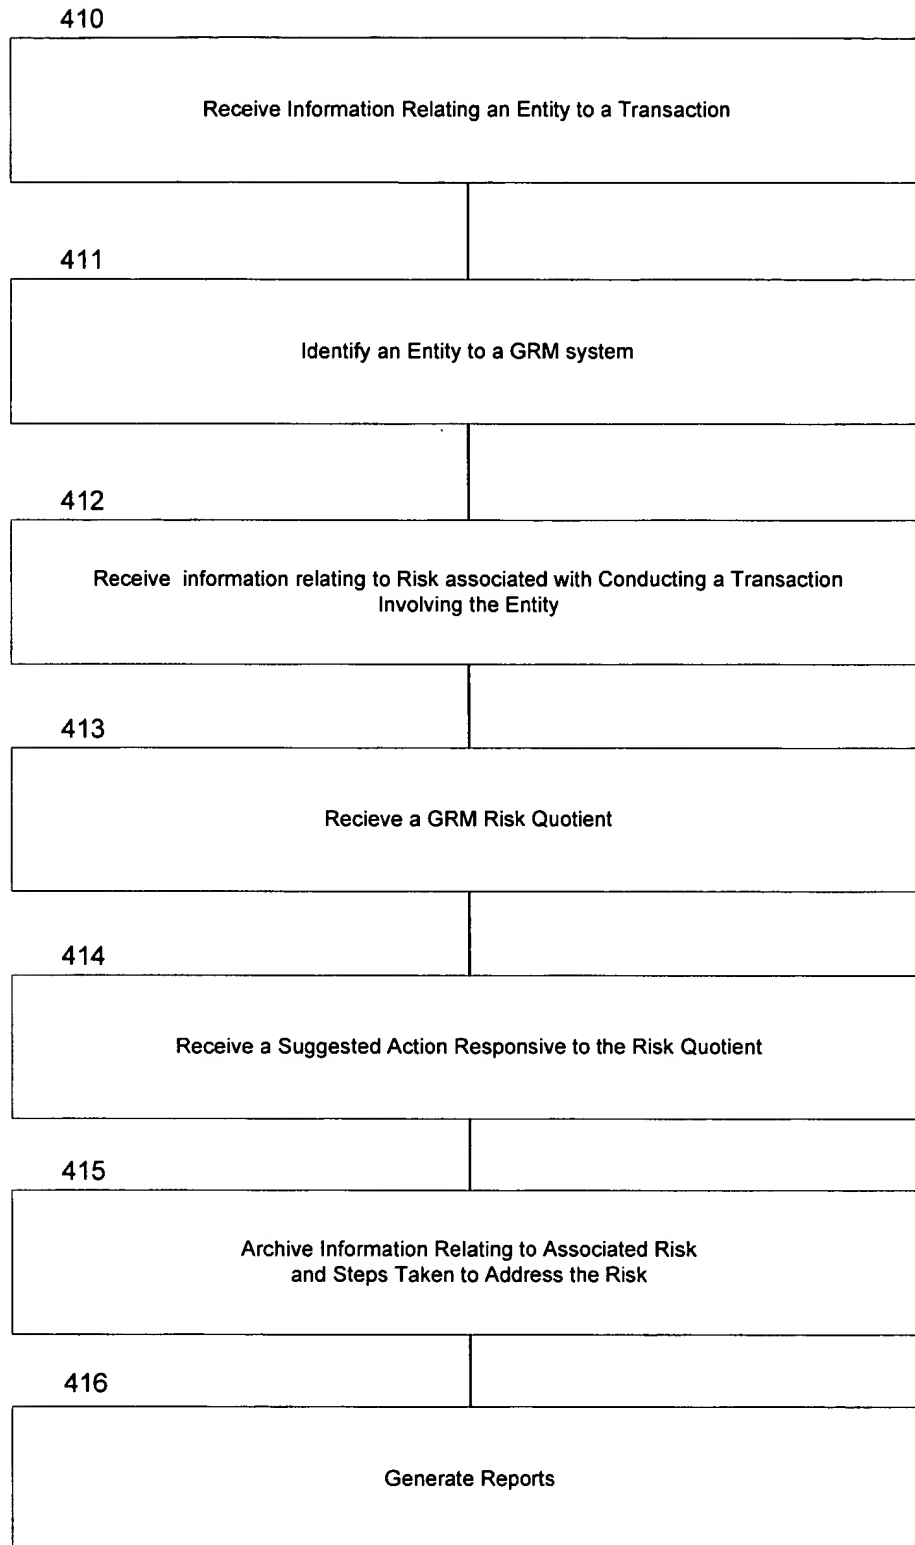 410
Receive Information Relating an Entity to a Transaction
411
Identify an Entity to a GRM system
412
Receive information relating to Risk associated with Conducting a Transaction
Involving the Entity
413
Recieve a GRM Risk Quotient
414
Receive a Suggested Action Responsive to the Risk Quotient
415
Archive Information Relating to Associated Risk
and Steps Taken to Address the Risk
416
Generate Reports